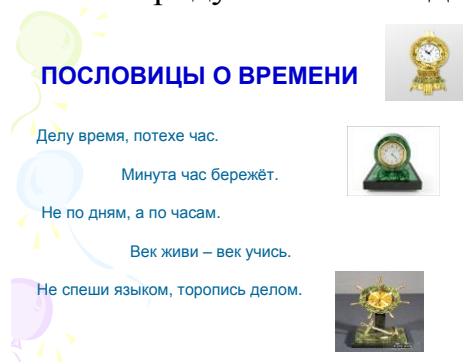 ПОСЛОВИЦЫ О ВРЕМЕНИ
Делу время, потехе час.
Минута час бережёт.
Не по дням, а по часам.
Век живи – век учись.
Не спеши языком, торопись делом.